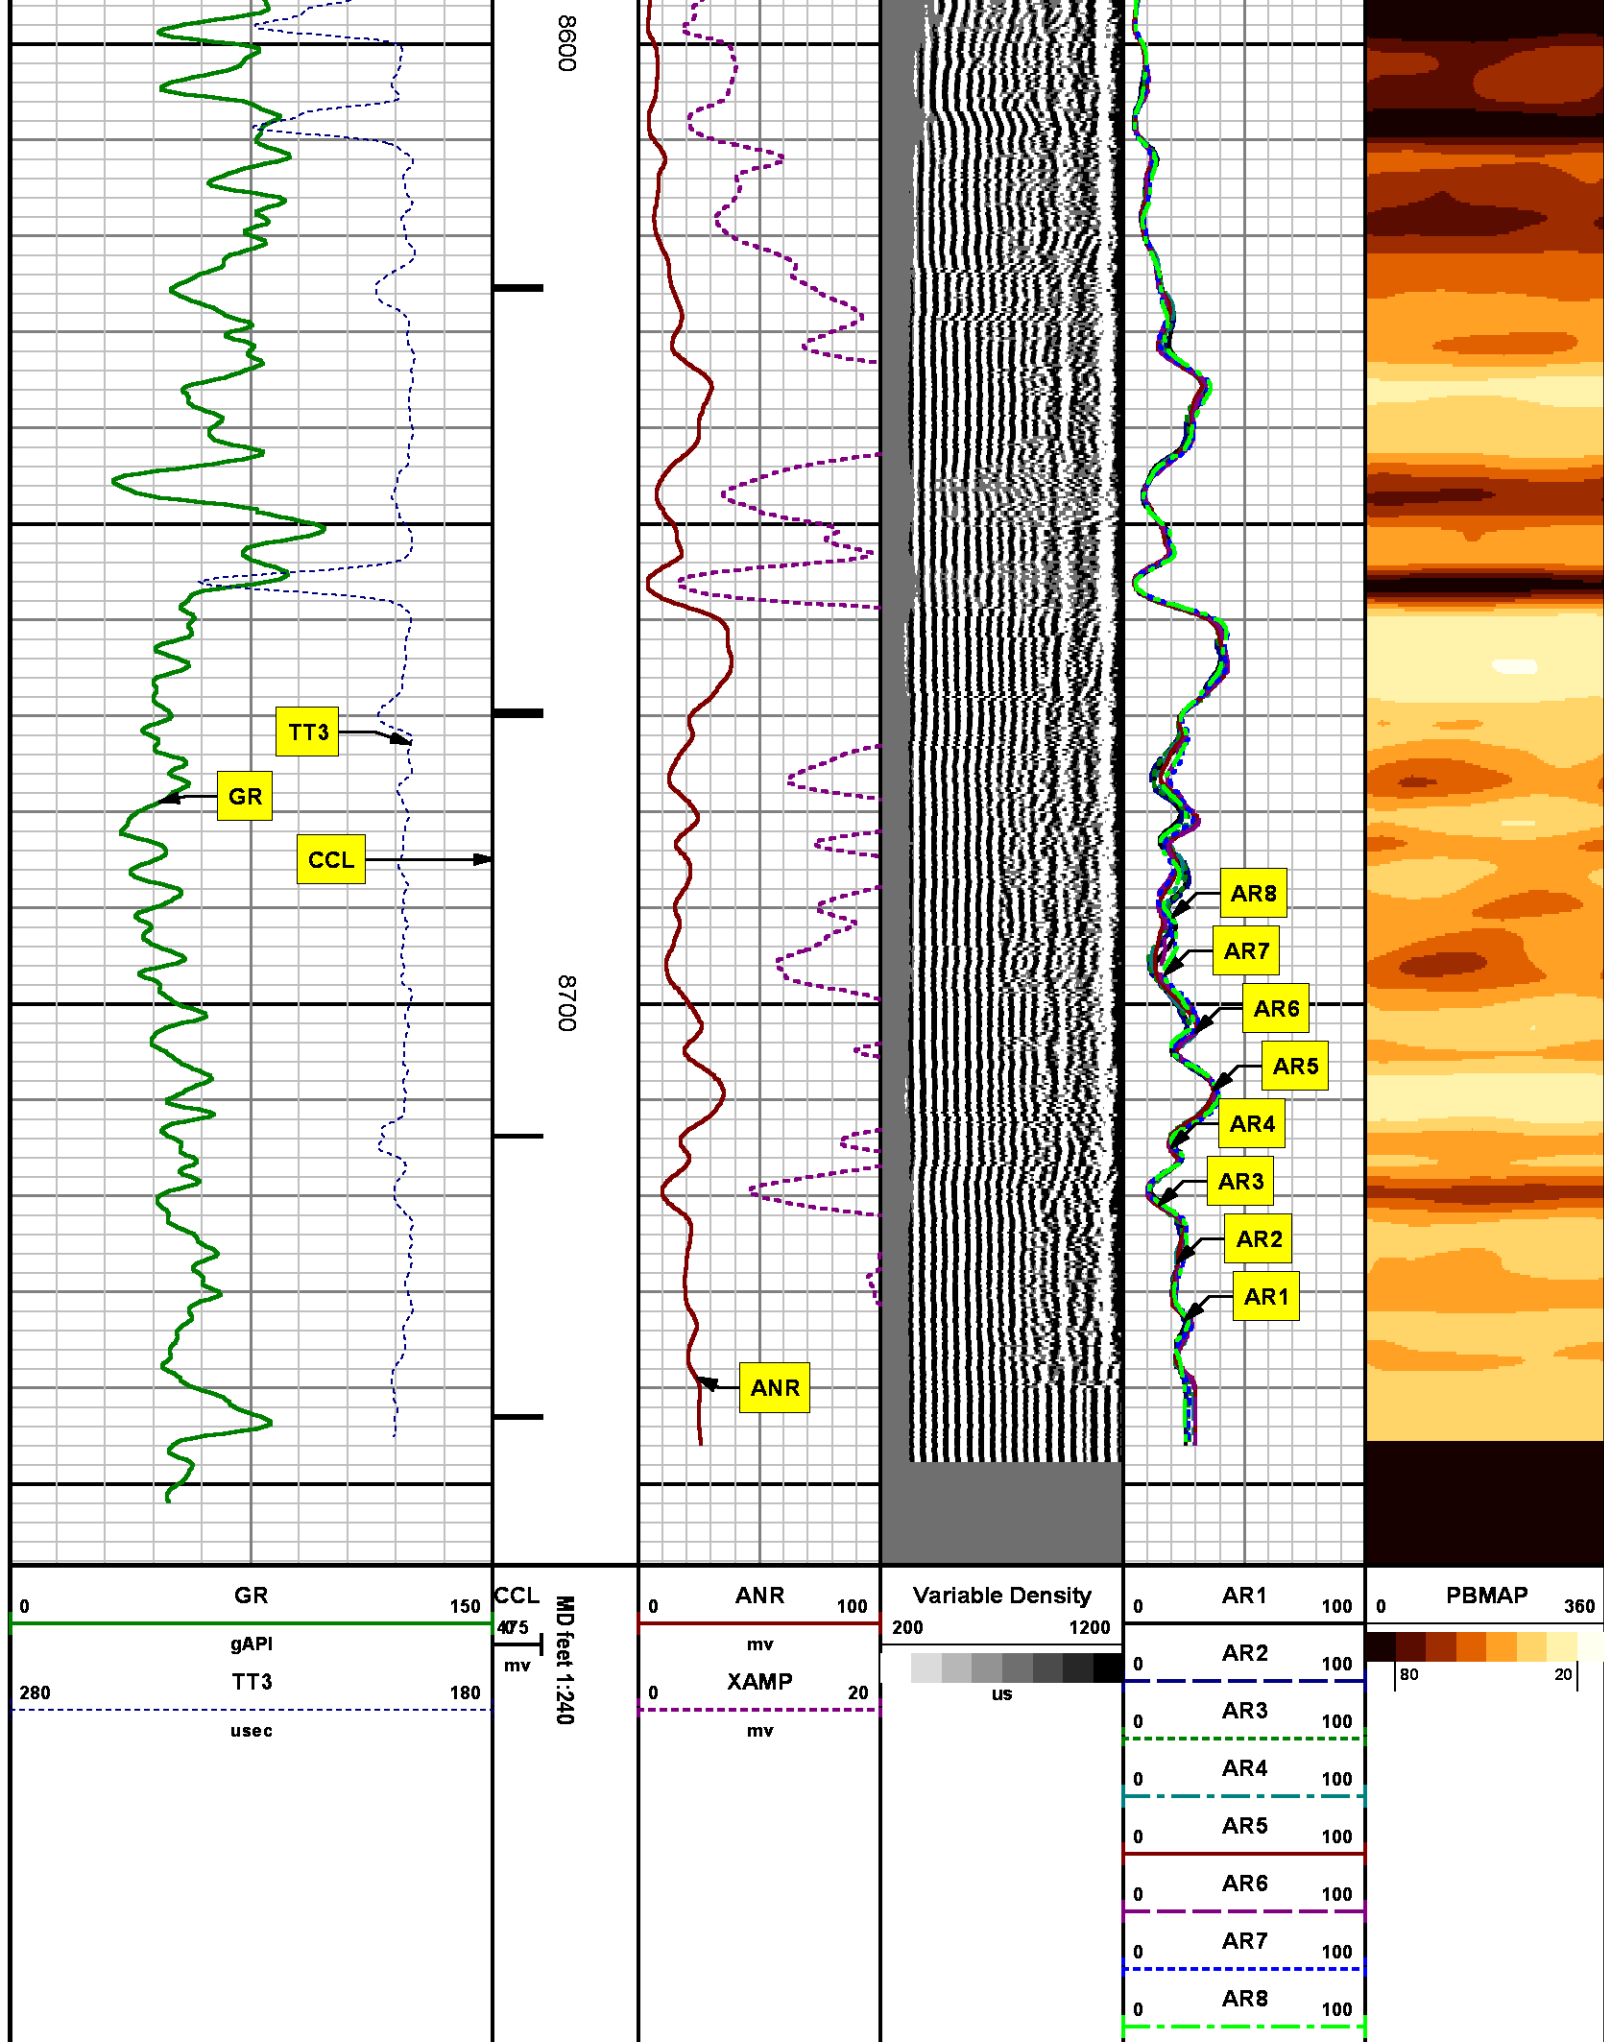 8600
TT3
GR
CCL
AR8
AR7
8700
AR6
AR5
AR4
AR3
AR2
AR1
ANR
0 GR 150
gAPI
280 TT3 180
usec
CCL
mv
MD feet 1:240
0 ANR 100
mv
0 XAMP 20
mv
Variable Density
200 1200
us
0 AR1 100
0 AR2 100
0 AR3 100
0 AR4 100
0 AR5 100
0 AR6 100
0 AR7 100
0 AR8 100
0 PBMAP 360
80 20